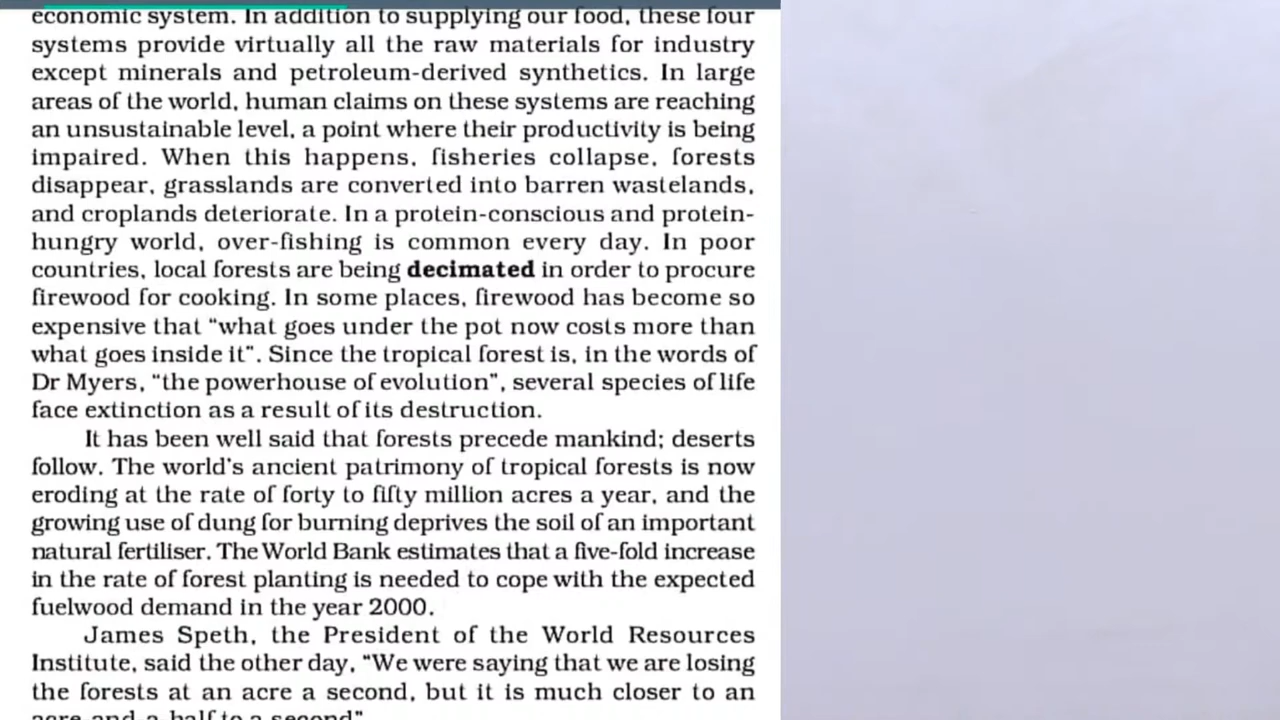 economic system. In addition to supplying our food, these four
systems provide virtually all the raw materials for industry
except minerals and petroleum-derived synthetics. In large
areas of the world, human claims on these systems are reaching
an unsustainable level, a point where their productivity is being
impaired. When this happens, fisheries collapse, forests
disappear, grasslands are converted into barren wastelands,
and croplands deteriorate. In a protein-conscious and protein-
hungry world, over-fishing is common every day. In poor
countries, local forests are being decimated in order to procure
firewood for cooking. In some places, firewood has become so
expensive that “what goes under the pot now costs more than
what goes inside it”. Since the tropical forest is, in the words of
Dr Myers, “the powerhouse of evolution”, several species of life
face extinction as a result of its destruction.
It has been well said that forests precede mankind; deserts
follow. The world's ancient patrimony of tropical forests is now
eroding at the rate of forty to fifty million acres a year, and the
growing use of dung for burning deprives the soil of an important
natural fertiliser. The World Bank estimates that a five-fold increase
in the rate of forest planting is needed to cope with the expected
fuelwood demand in the year 2000.
James Speth, the President of the World Resources
Institute, said the other day, “We were saying that we are losing
the forests at an acre a second, but it is much closer to an
acre and a half to a second”